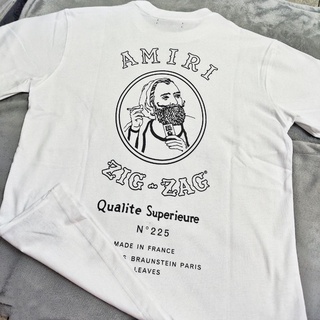 AMIRI
ZIG-ZAG
Qualite Superieure
N° 225
MADE IN FRANCE
BRAUNSTEIN PARIS
LEAVES